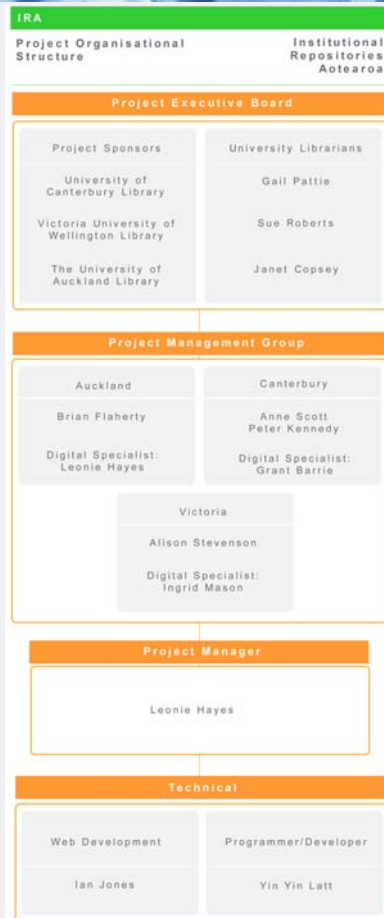 IRA
Project Organisational
Structure
Institutional
Repositories
Aotearoa
Project Executive Board
Project Sponsors
University of
Canterbury Library
Victoria University of
Wellington Library
The University of
Auckland Library
University Librarians
Gail Pattie
Sue Roberts
Janet Copsey
Project Management Group
Auckland
Brian Flaherty
Digital Specialist:
Leonie Hayes
Canterbury
Anne Scott
Peter Kennedy
Digital Specialist:
Grant Barrie
Victoria
Alison Stevenson
Digital Specialist:
Ingrid Mason
Project Manager
Leonie Hayes
Technical
Web Development
Ian Jones
Programmer/Developer
Yin Yin Latt